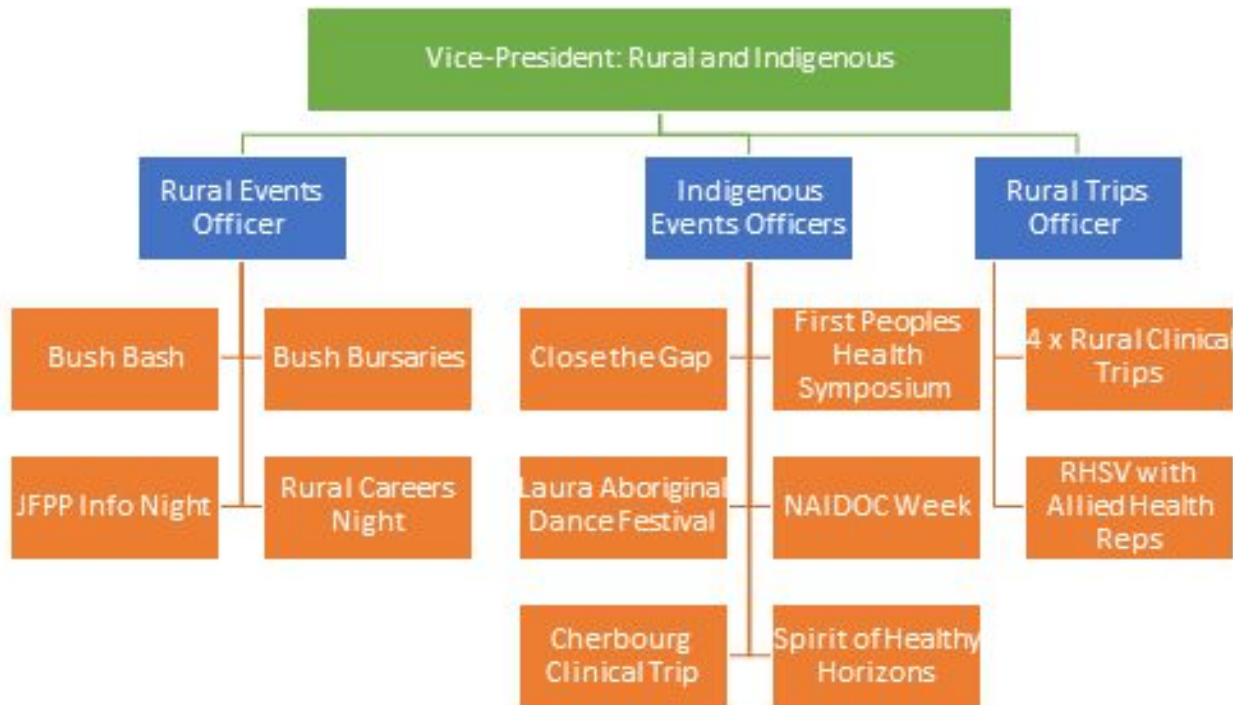 Vice-President: Rural and Indigenous
Rural Events
Officer
Indigenous
Events Officers
Rural Trips
Officer
Bush Bash
Bush Bursaries
Close the Gap
First Peoples
Health
Symposium
4 x Rural Clinical
Trips
JFPP Info Night
Rural Careers
Night
Laura Aboriginal
Dance Festival
NAIDOC Week
RHSV with
Allied Health
Reps
Cherbourg
Clinical Trip
Spirit of Healthy
Horizons